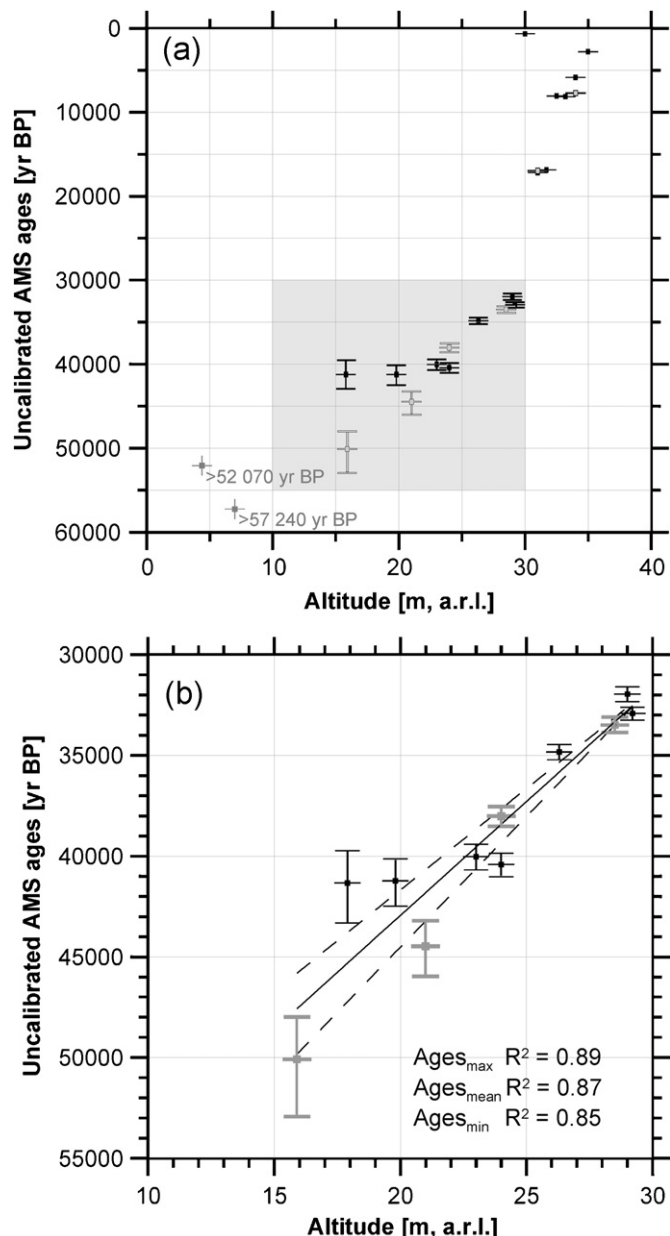 (a)
Uncalibrated AMS ages [yr BP]
0
10000
20000
30000
40000
50000
60000
>52 070 yr BP
>57 240 yr BP
0 10 20 30 40
Altitude [m, a.r.l.]
(b)
Uncalibrated AMS ages [yr BP]
30000
35000
40000
45000
50000
55000
Ages_max R² = 0.89
Ages_mean R² = 0.87
Ages_min R² = 0.85
10 15 20 25 30
Altitude [m, a.r.l.]